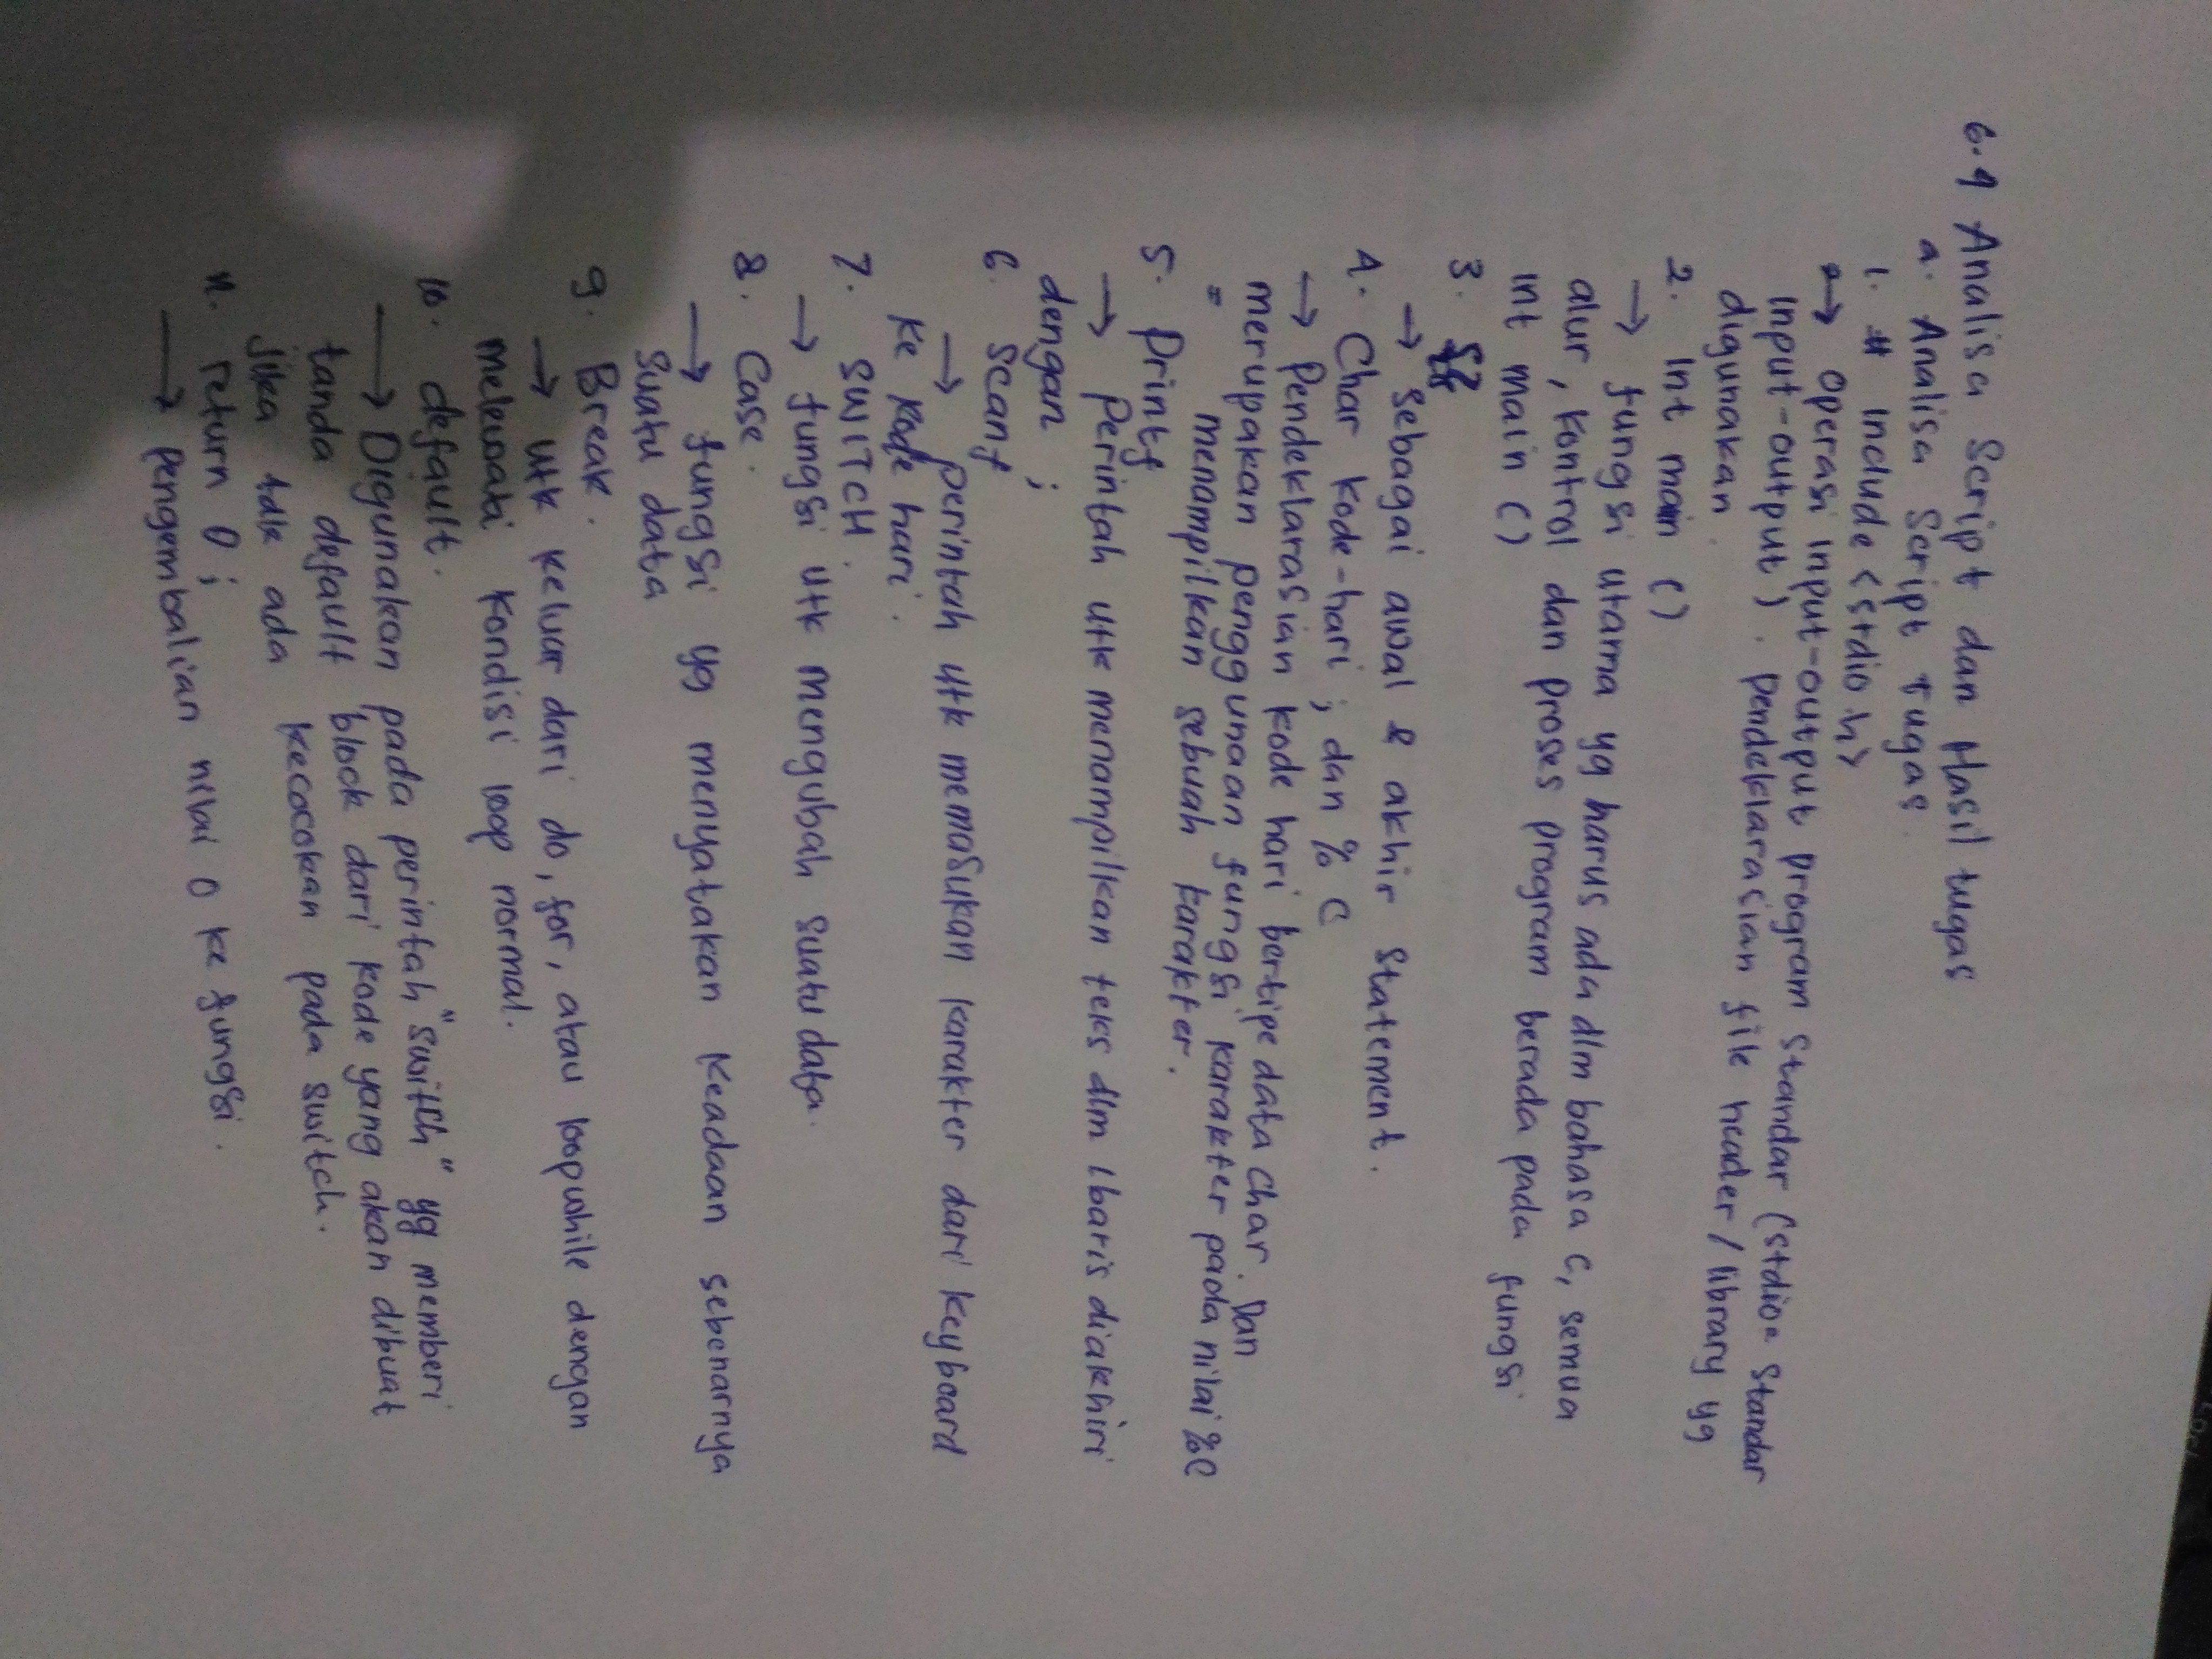 6.4 Analisa Script dan Hasil tugas
a. Analisa Script Tugas.
1. # include <stdio.h>
→ operasi input-output program standar (stdio = standar
input-output). pendeklarasian file header / library yg
digunakan.
2. Int main ()
→ fungsi utama yg harus ada dlm bahasa C, semua
alur, kontrol dan proses program berada pada fungsi
int main ()
3. {}
→ sebagai awal & akhir statement.
4. Char kode-hari ; dan % C
→ Pendeklarasian kode hari bertipe data char. Dan
merupakan penggunaan fungsi karakter pada nilai %C
= menampilkan sebuah karakter.
5. Printf
→ Perintah utk menampilkan teks dlm 1 baris diakhiri
dengan ;
6. Scanf
→ perintah utk memasukan karakter dari keyboard
ke kode hari.
7. SWITCH.
→ fungsi utk mengubah suatu data.
8. Case.
→ fungsi yg menyatakan keadaan sebenarnya
suatu data
9. Break.
→ utk keluar dari do, for, atau loopwhile dengan
melewati kondisi loop normal.
10. default.
→ Digunakan pada perintah "switch" yg memberi
tanda default block dari kode yang akan dibuat
jika tdk ada kecocokan pada switch.
11. return 0 ;
→ pengembalian nilai 0 ke fungsi.